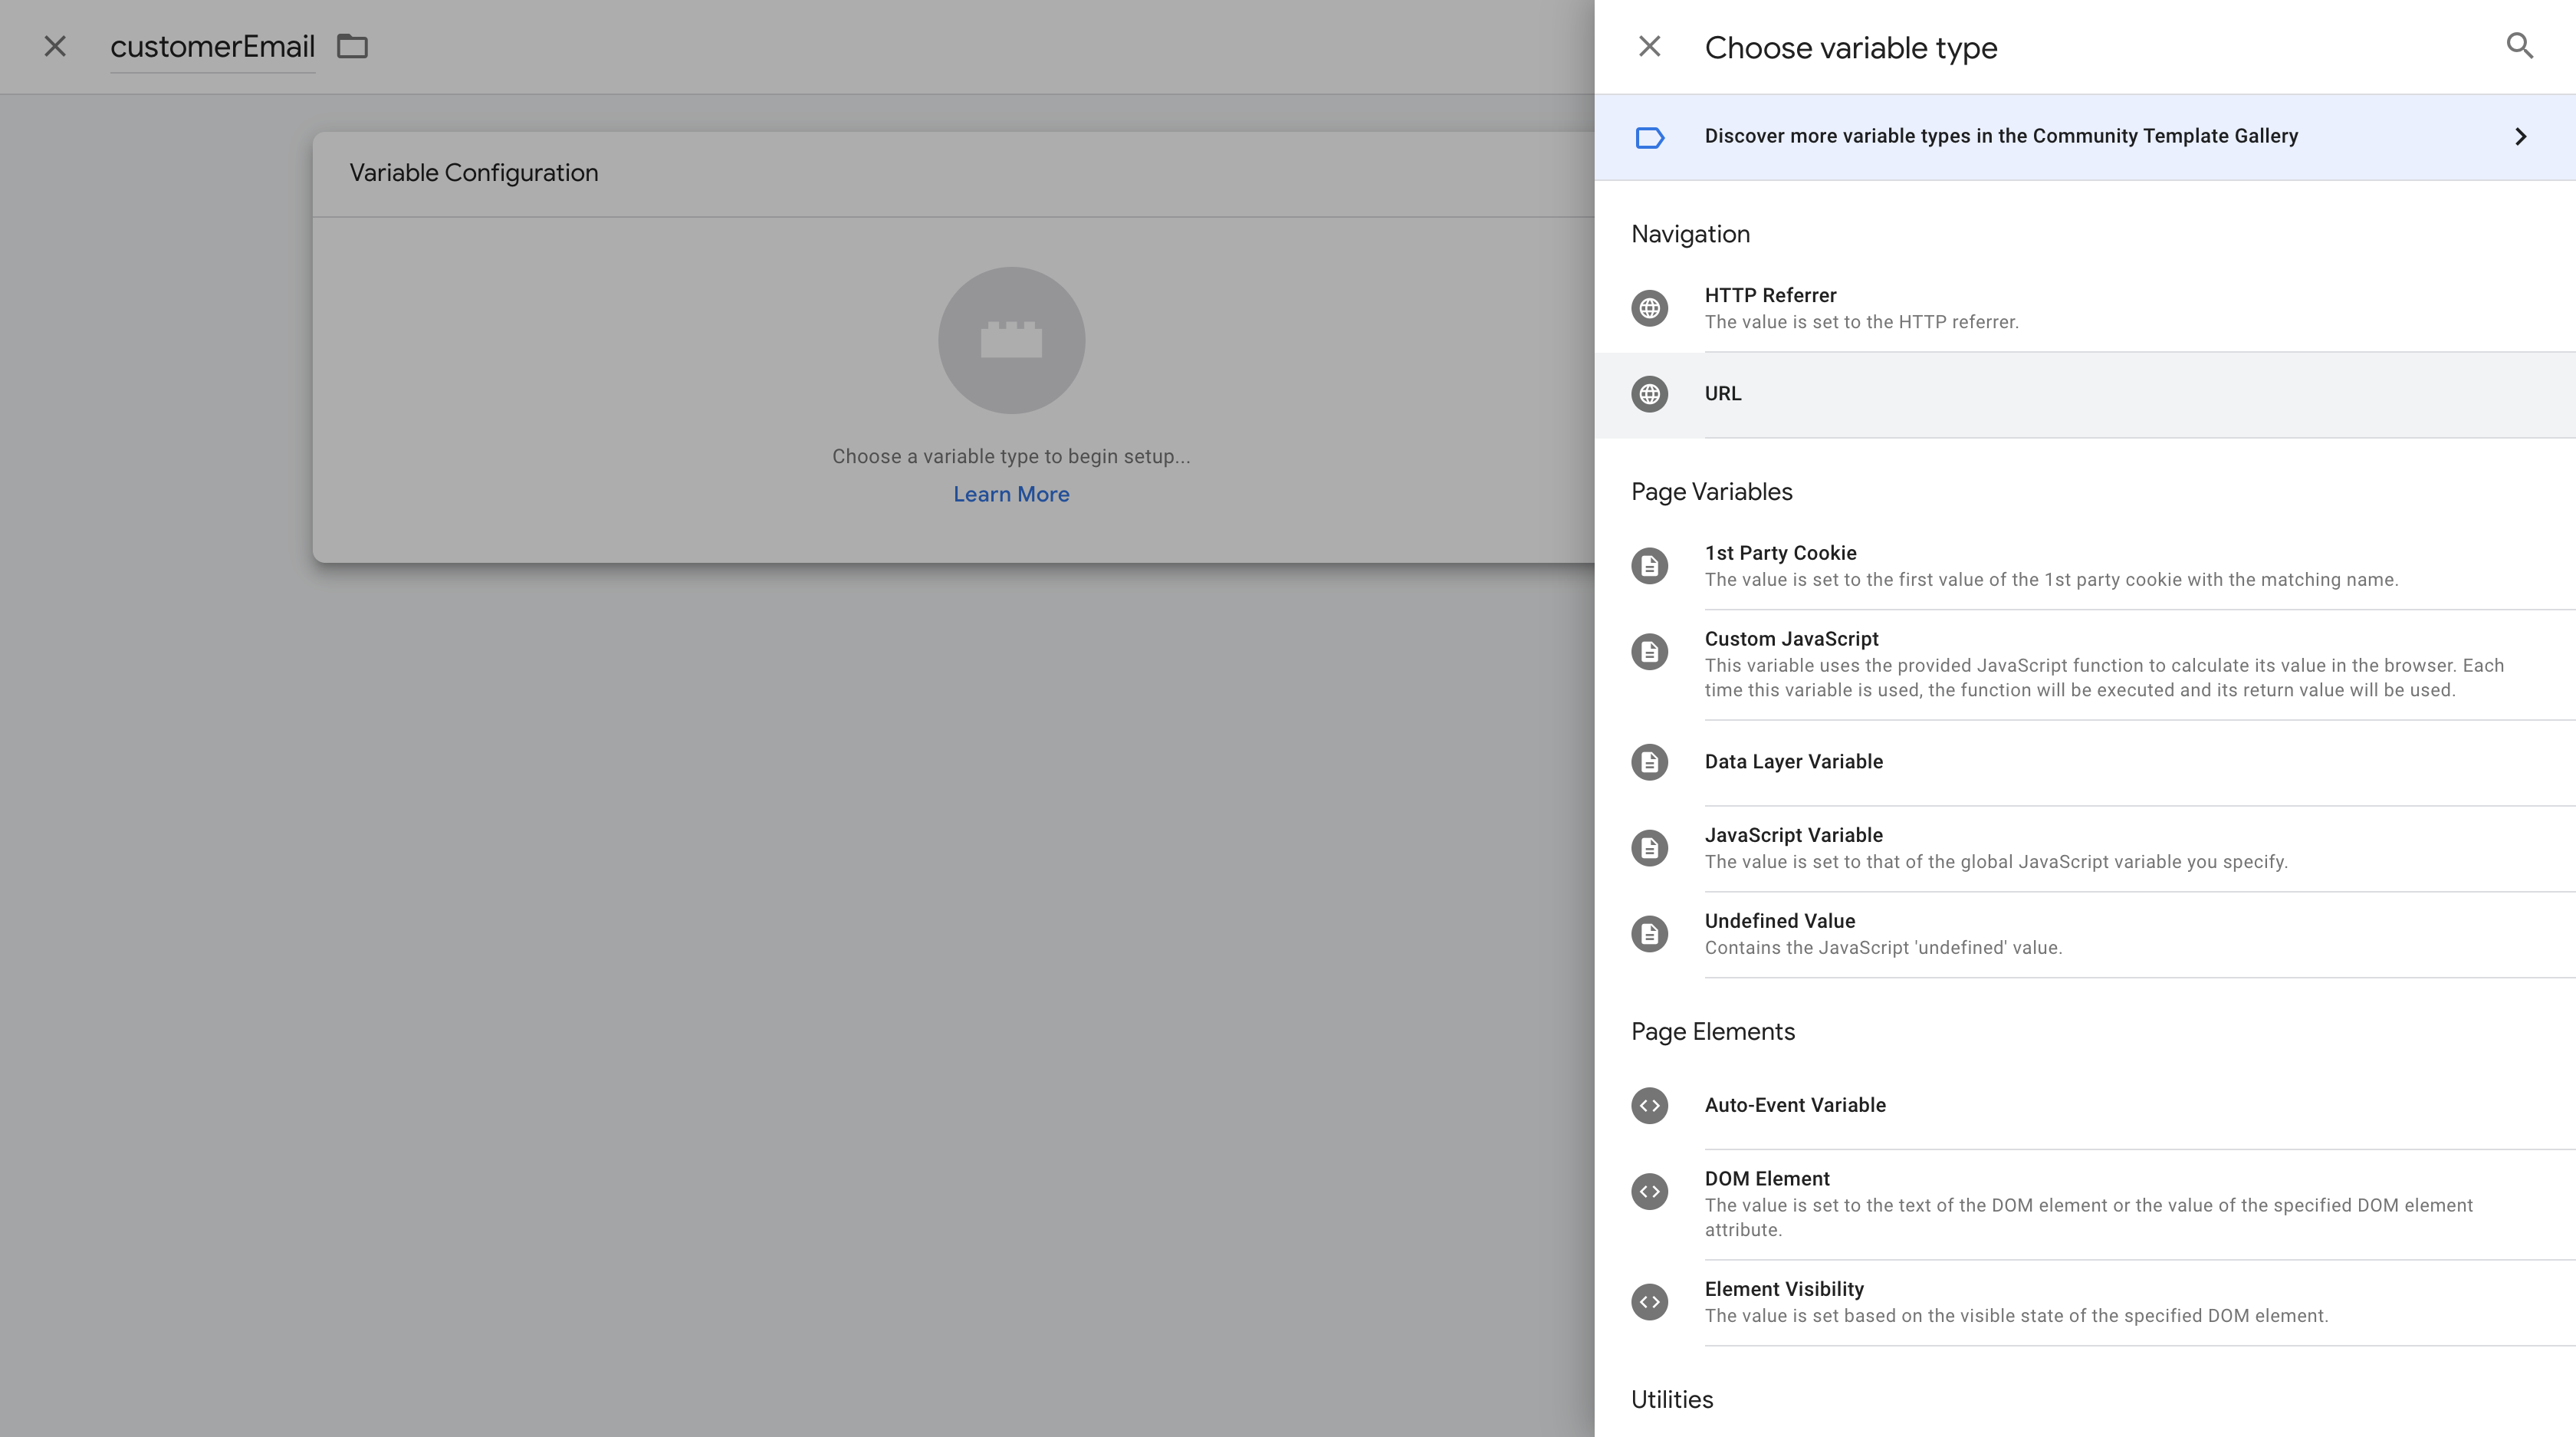 customerEmail
Variable Configuration
Choose a variable type to begin setup...
Learn More
Choose variable type
Discover more variable types in the Community Template Gallery
Navigation
HTTP Referrer
The value is set to the HTTP referrer.
URL
Page Variables
1st Party Cookie
The value is set to the first value of the 1st party cookie with the matching name.
Custom JavaScript
This variable uses the provided JavaScript function to calculate its value in the browser. Each
time this variable is used, the function will be executed and its return value will be used.
Data Layer Variable
JavaScript Variable
The value is set to that of the global JavaScript variable you specify.
Undefined Value
Contains the JavaScript 'undefined' value.
Page Elements
Auto-Event Variable
DOM Element
The value is set to the text of the DOM element or the value of the specified DOM element
attribute.
Element Visibility
The value is set based on the visible state of the specified DOM element.
Utilities